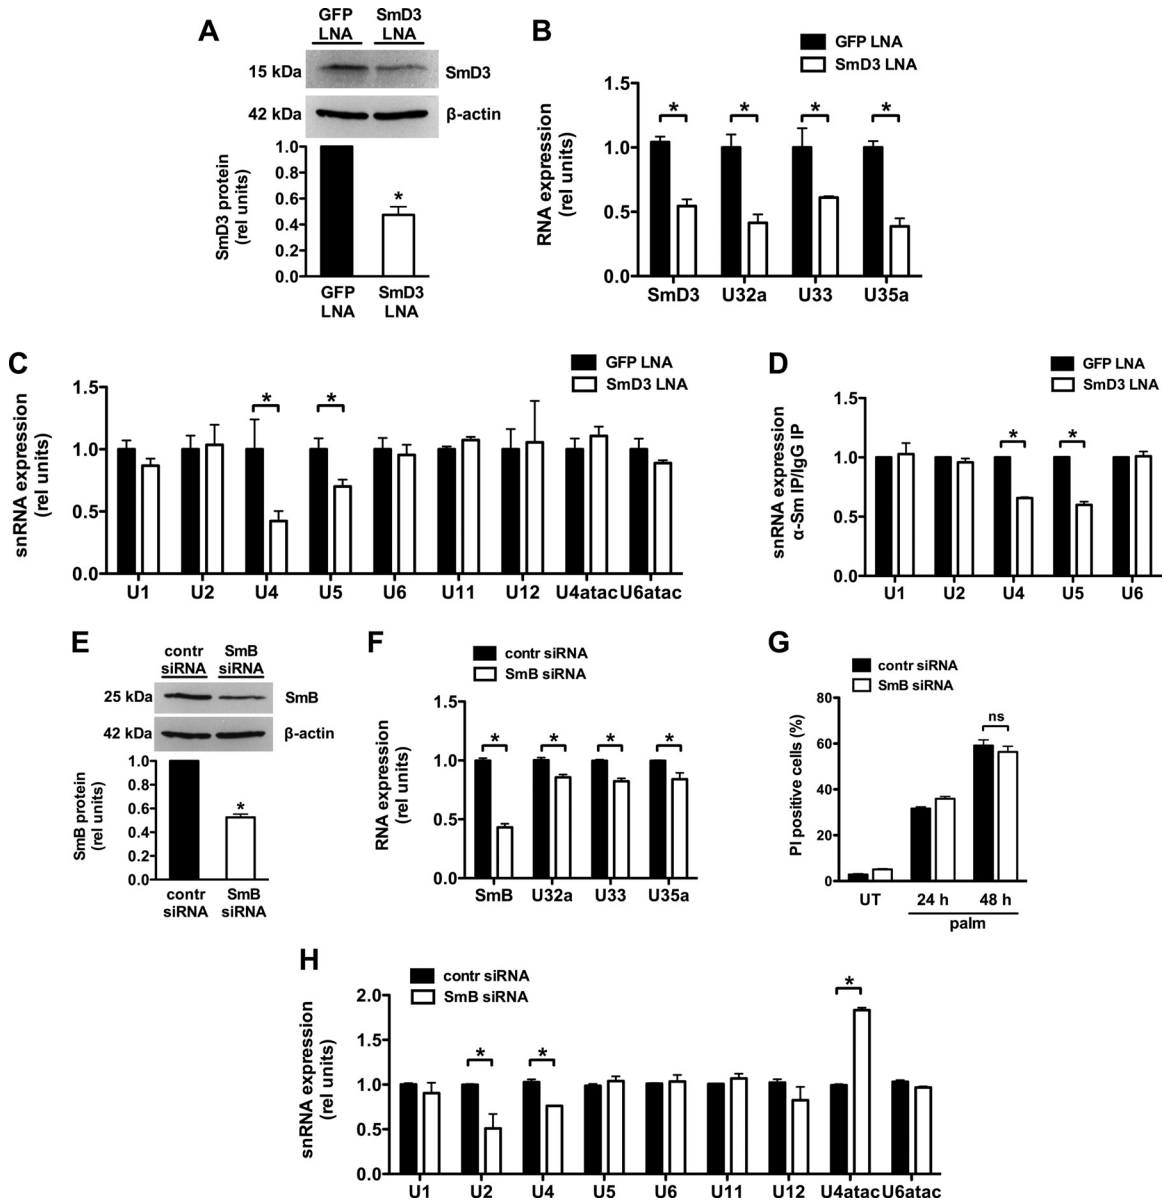 A
GFP LNA SmD3 LNA
15 kDa SmD3
42 kDa β-actin
SmD3 protein (rel units)
1.0
0.8
0.6
0.4
0.2
0.0
*
GFP LNA SmD3 LNA
B
GFP LNA
SmD3 LNA
RNA expression (rel units)
1.5
1.0
0.5
0.0
* * * *
SmD3 U32a U33 U35a
C
GFP LNA
SmD3 LNA
snRNA expression (rel units)
1.5
1.0
0.5
0.0
* *
U1 U2 U4 U5 U6 U11 U12 U4atac U6atac
D
GFP LNA
SmD3 LNA
snRNA expression
α-Sm IP/IgG IP
1.5
1.0
0.5
0.0
* *
U1 U2 U4 U5 U6
E
contr siRNA SmB siRNA
25 kDa SmB
42 kDa β-actin
SmB protein (rel units)
1.0
0.8
0.6
0.4
0.2
0.0
*
contr siRNA SmB siRNA
F
contr siRNA
SmB siRNA
RNA expression (rel units)
1.5
1.0
0.5
0.0
* * * *
SmB U32a U33 U35a
G
contr siRNA
SmB siRNA
PI positive cells (%)
80
60
40
20
0
ns
UT 24 h 48 h
palm
H
contr siRNA
SmB siRNA
snRNA expression (rel units)
2.0
1.5
1.0
0.5
0.0
* * *
U1 U2 U4 U5 U6 U11 U12 U4atac U6atac